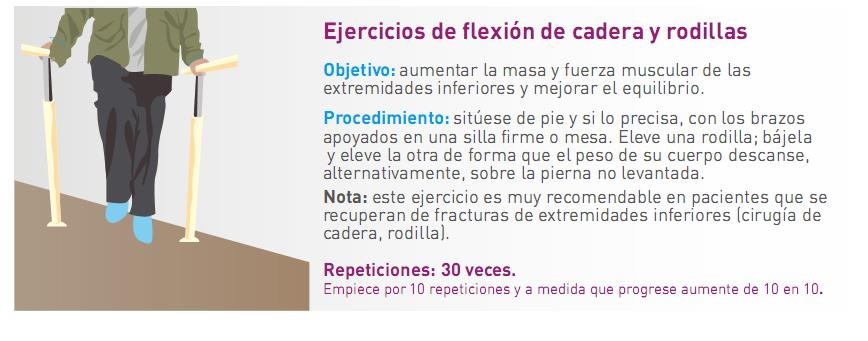 Ejercicios de flexión de cadera y rodillas
Objetivo: aumentar la masa y fuerza muscular de las
extremidades inferiores y mejorar el equilibrio.
Procedimiento: sitúese de pie y si lo precisa, con los brazos
apoyados en una silla firme o mesa. Eleve una rodilla; bájela
y eleve la otra de forma que el peso de su cuerpo descanse,
alternativamente, sobre la pierna no levantada.
Nota: este ejercicio es muy recomendable en pacientes que se
recuperan de fracturas de extremidades inferiores (cirugía de
cadera, rodilla).
Repeticiones: 30 veces.
Empiece por 10 repeticiones y a medida que progrese aumente de 10 en 10.